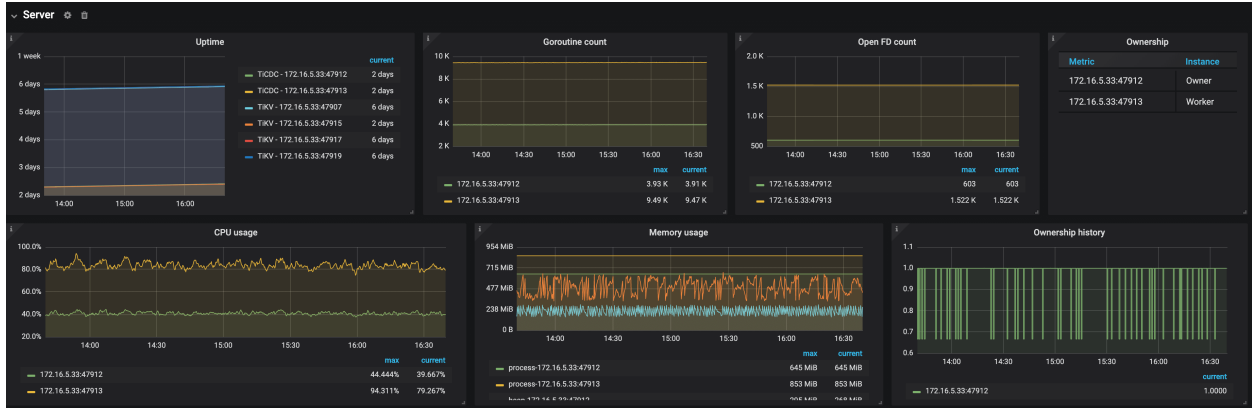 Server
Uptime
1 week
6 days
5 days
4 days
3 days
2 days
14:00 15:00 16:00
current
TiCDC - 172.16.5.33:47912 2 days
TiCDC - 172.16.5.33:47913 2 days
TiKV - 172.16.5.33:47907 6 days
TiKV - 172.16.5.33:47915 2 days
TiKV - 172.16.5.33:47917 6 days
TiKV - 172.16.5.33:47919 6 days
Goroutine count
10 K
8 K
6 K
4 K
2 K
14:00 14:30 15:00 15:30 16:00 16:30
max current
172.16.5.33:47912 3.93 K 3.91 K
172.16.5.33:47913 9.49 K 9.47 K
Open FD count
2.0 K
1.5 K
1.0 K
500
14:00 14:30 15:00 15:30 16:00 16:30
max current
172.16.5.33:47912 603 603
172.16.5.33:47913 1.522 K 1.522 K
Ownership
Metric Instance
172.16.5.33:47912 Owner
172.16.5.33:47913 Worker
CPU usage
100.0%
80.0%
60.0%
40.0%
20.0%
14:00 14:30 15:00 15:30 16:00 16:30
max current
172.16.5.33:47912 44.444% 39.667%
172.16.5.33:47913 94.311% 79.267%
Memory usage
954 MiB
715 MiB
477 MiB
238 MiB
0 B
14:00 14:30 15:00 15:30 16:00 16:30
max current
process-172.16.5.33:47912 645 MiB 645 MiB
process-172.16.5.33:47913 853 MiB 853 MiB
Ownership history
1.1
1.0
0.9
0.8
0.7
0.6
14:00 14:30 15:00 15:30 16:00 16:30
current
172.16.5.33:47912 1.0000